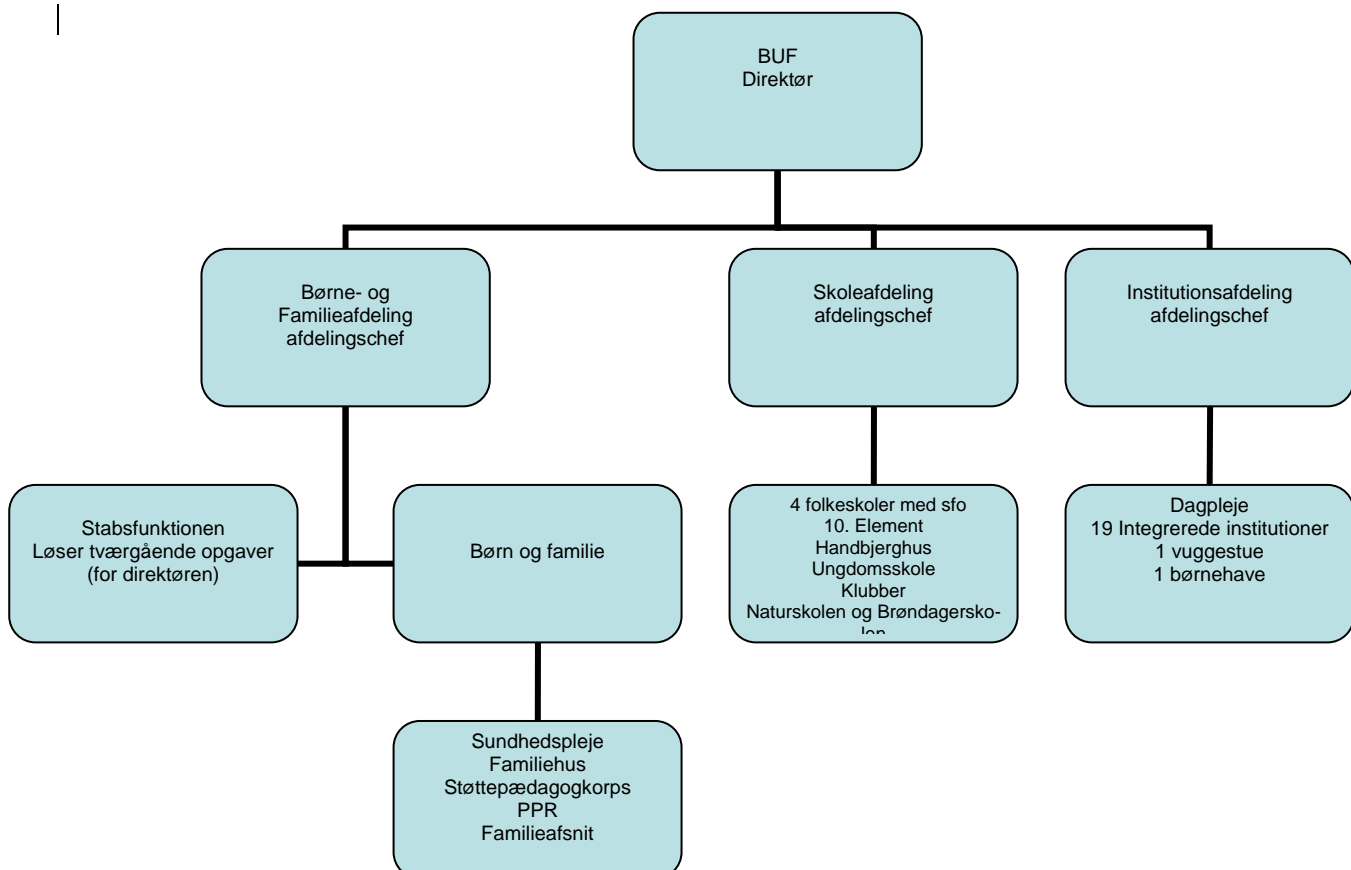 BUF
Direktør
Børne- og
Familieafdeling
afdelingschef
Skoleafdeling
afdelingschef
Institutionsafdeling
afdelingschef
Stabsfunktionen
Løser tværgående opgaver
(for direktøren)
Børn og familie
4 folkeskoler med sfo
10. Element
Handbjerghus
Ungdomsskole
Klubber
Naturskolen og Brøndagersko-
len
Dagpleje
19 Integrerede institutioner
1 vuggestue
1 børnehave
Sundhedspleje
Familiehus
Støttepædagogkorps
PPR
Familieafsnit